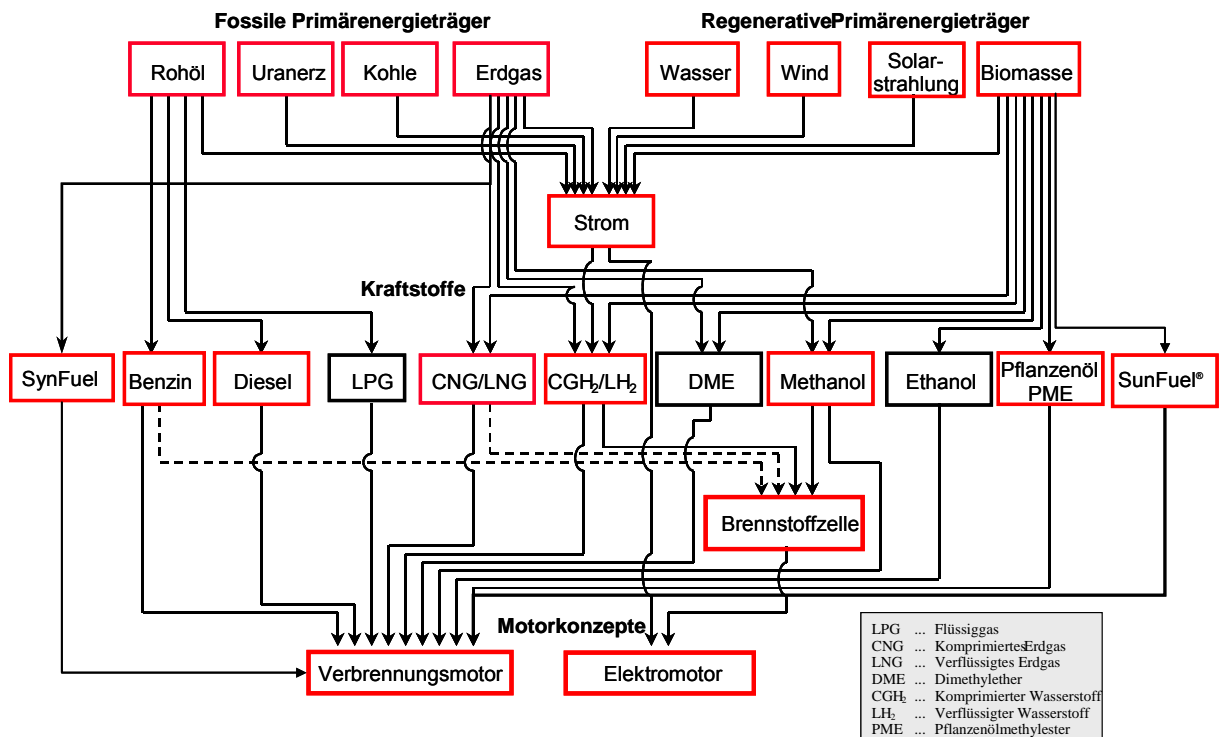 Fossile Primärenergieträger
RegenerativePrimärenergieträger
Rohöl
Uranerz
Kohle
Erdgas
Wasser
Wind
Solar-
strahlung
Biomasse
Strom
Kraftstoffe
SynFuel
Benzin
Diesel
LPG
CNG/LNG
CGH₂/LH₂
DME
Methanol
Ethanol
Pflanzenöl
PME
SunFuel®
Brennstoffzelle
Motorkonzepte
Verbrennungsmotor
Elektromotor
LPG ... Flüssiggas
CNG ... KomprimiertesErdgas
LNG ... Verflüssigtes Erdgas
DME ... Dimethylether
CGH₂ ... Komprimierter Wasserstoff
LH₂ ... Verflüssigter Wasserstoff
PME ... Pflanzenölmethylester